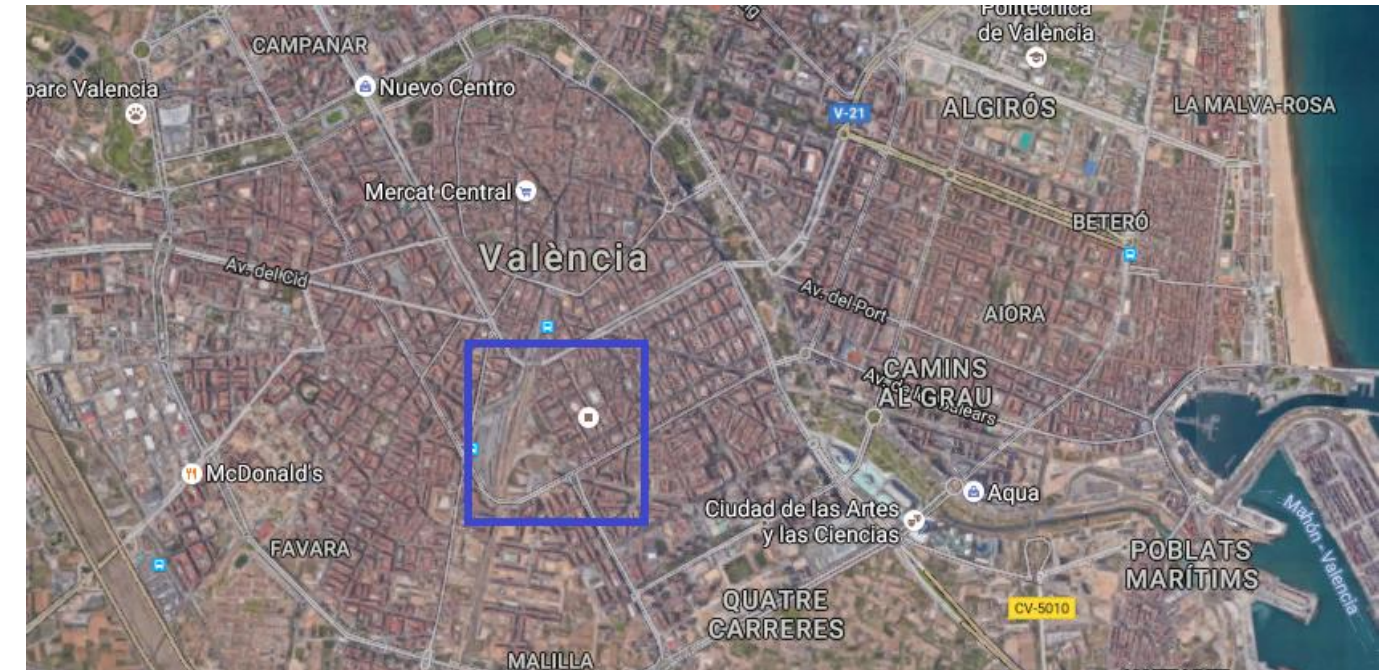 Politècnica
de València
CAMPANAR
parc Valencia
Nuevo Centro
V-21
ALGIRÓS
LA MALVA-ROSA
Mercat Central
BETERÓ
València
Av. del Cid
Av. del Port
AIORA
CAMINS
AL GRAU
McDonald's
Aqua
Ciudad de las Artes
y las Ciencias
FAVARA
POBLATS
MARÍTIMS
Mahón - Valencia
QUATRE
CARRERES
CV-5010
MALILLA